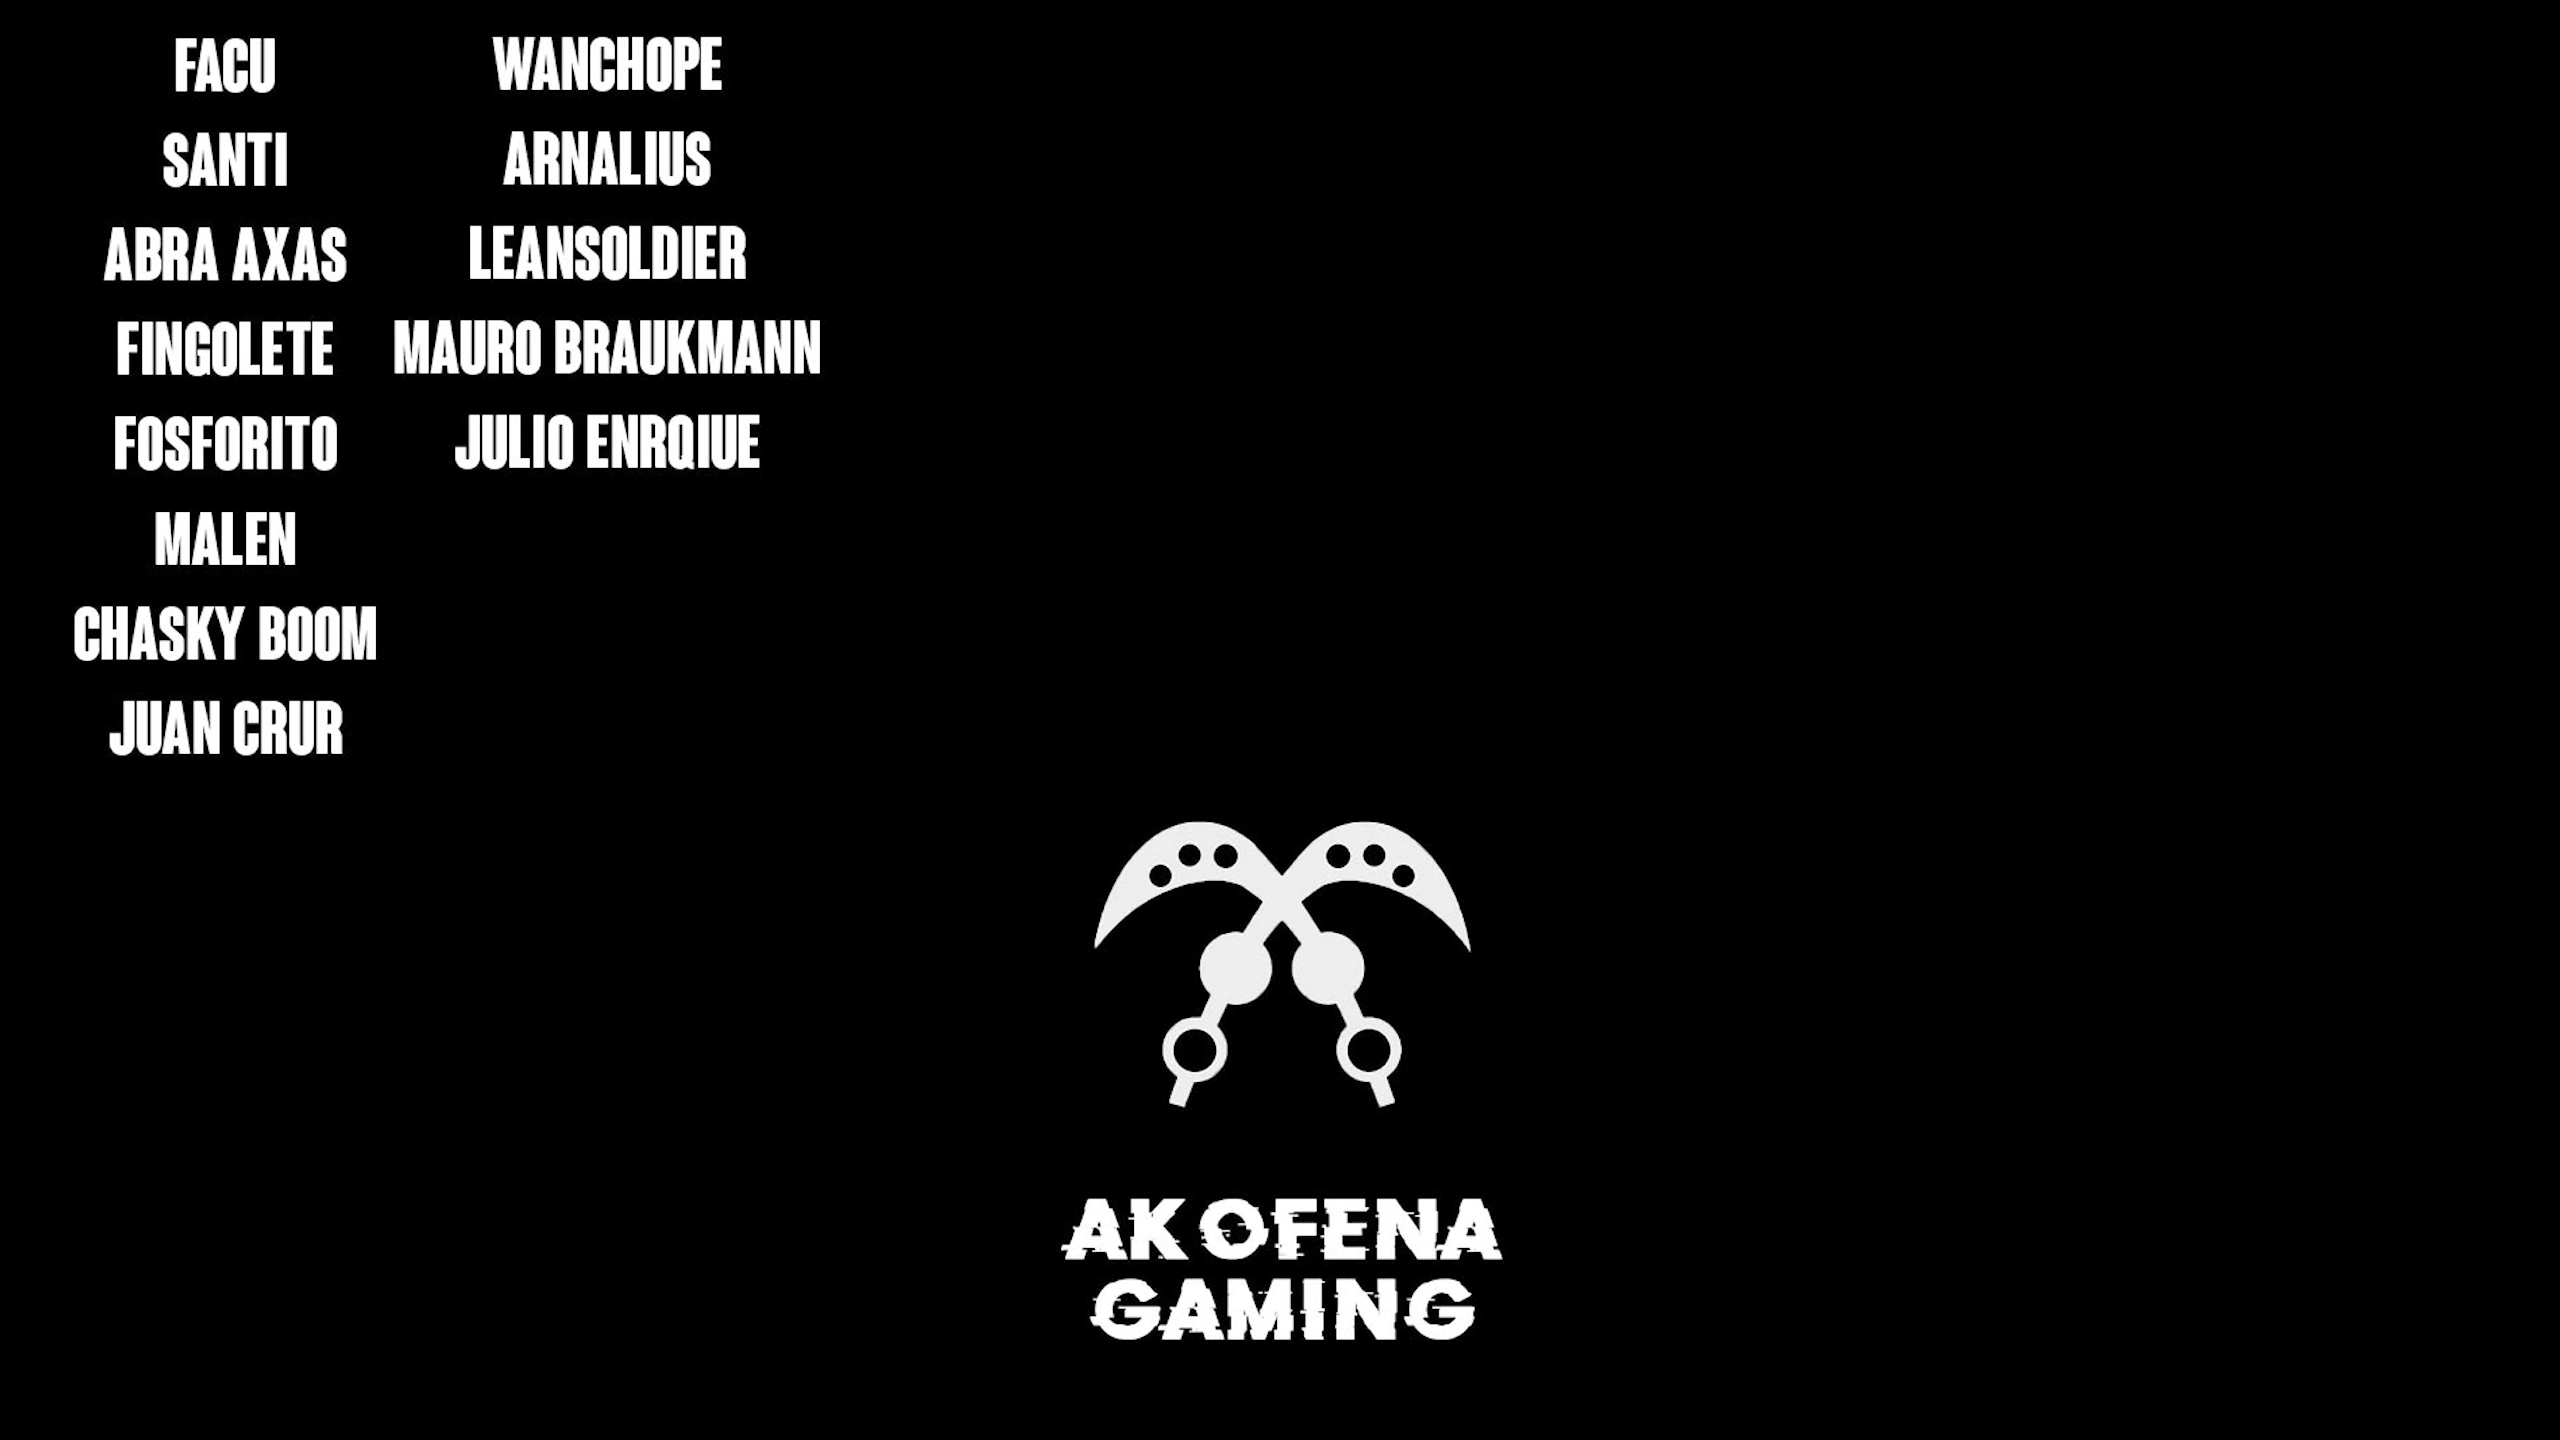 FACU
SANTI
ABRA AXAS
FINGOLETE
FOSFORITO
MALEN
CHASKY BOOM
JUAN CRUR
WANCHOPE
ARNALIUS
LEANSOLDIER
MAURO BRAUKMANN
JULIO ENRQIUE
AKOFENA
GAMING